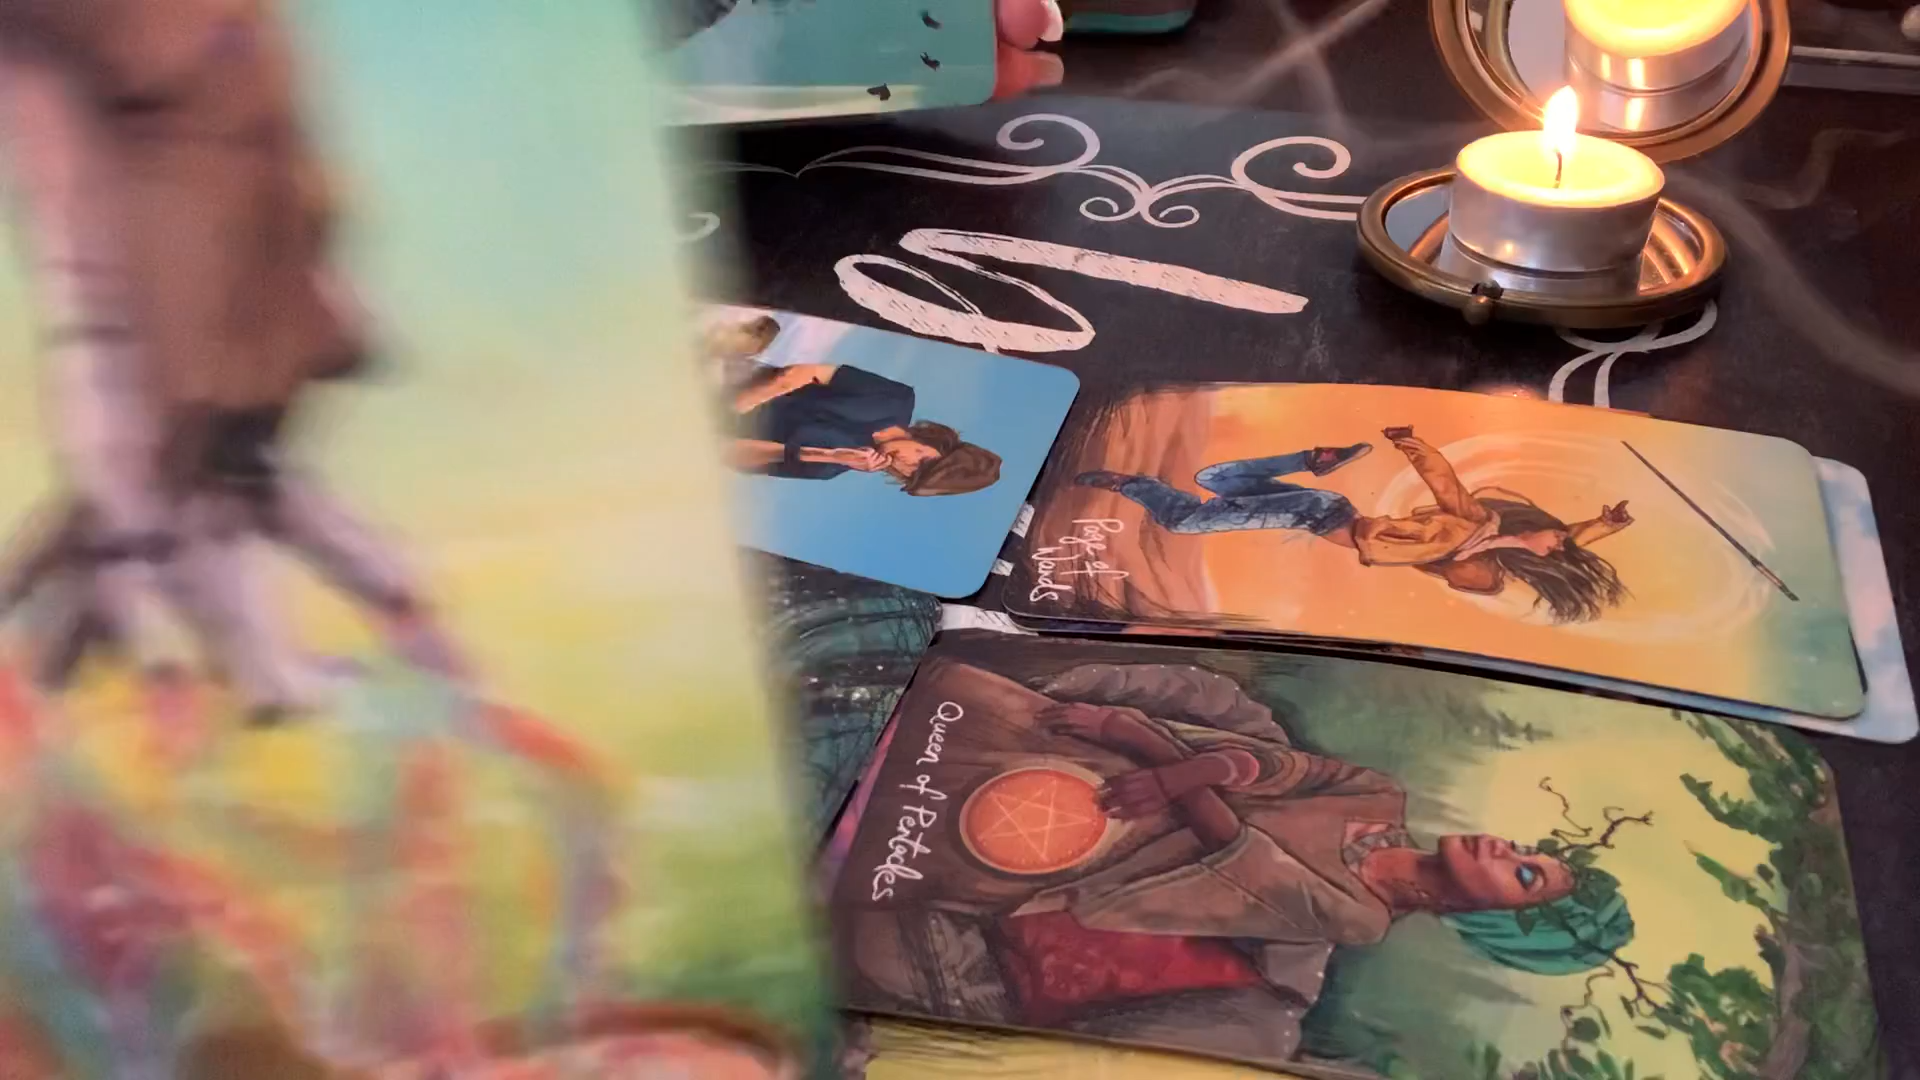 Page of
Wands
Queen of Pentacles